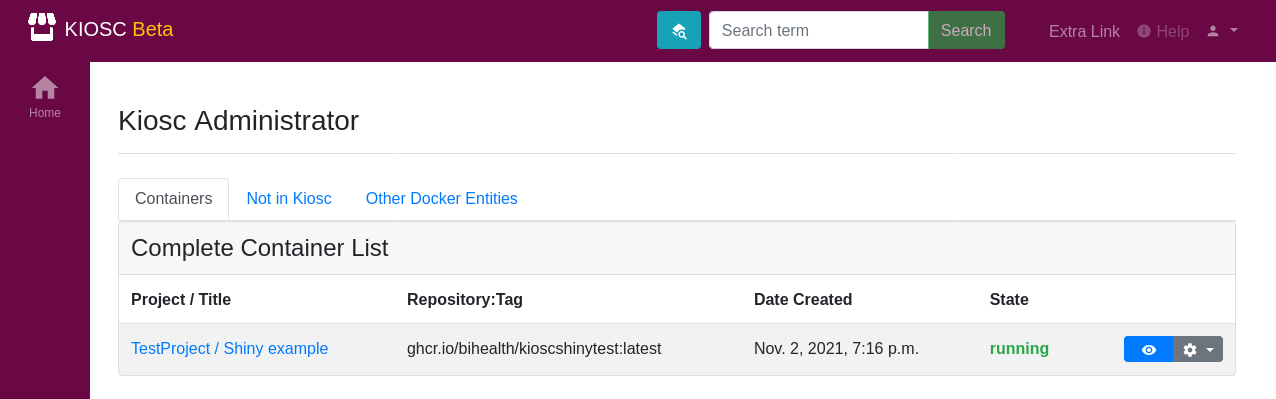 KIOSC Beta
Search term
Search
Extra Link
Help
Home
Kiosc Administrator
Containers
Not in Kiosc
Other Docker Entities
Complete Container List
Project / Title
Repository:Tag
Date Created
State
TestProject / Shiny example
ghcr.io/bihealth/kioscshinytest:latest
Nov. 2, 2021, 7:16 p.m.
running